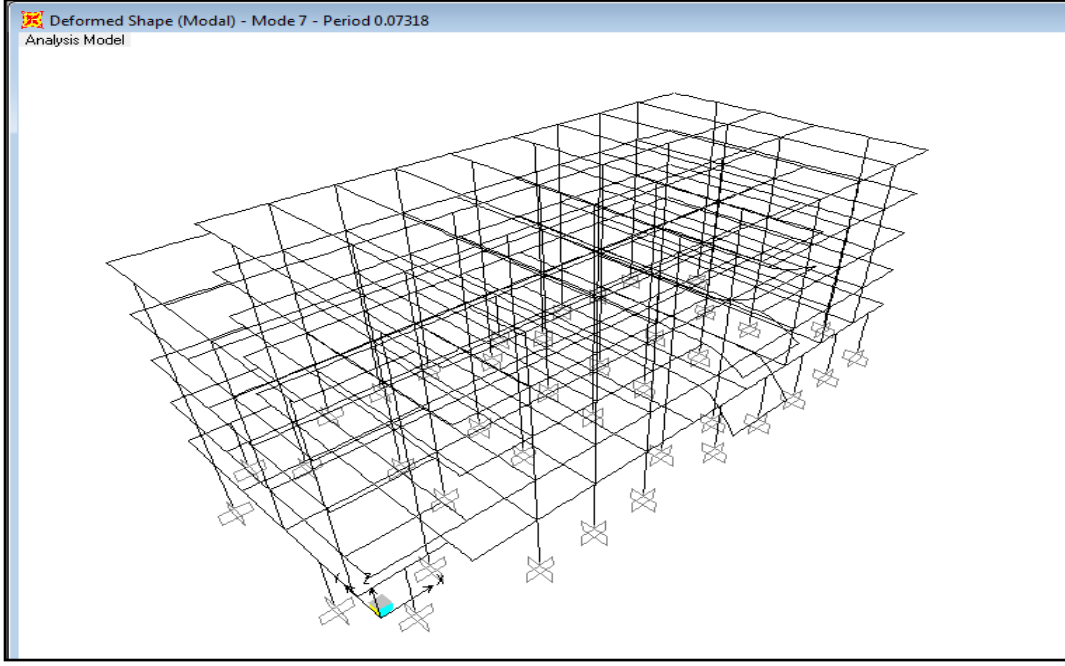 Deformed Shape (Modal) - Mode 7 - Period 0.07318
Analysis Model
Y Z X